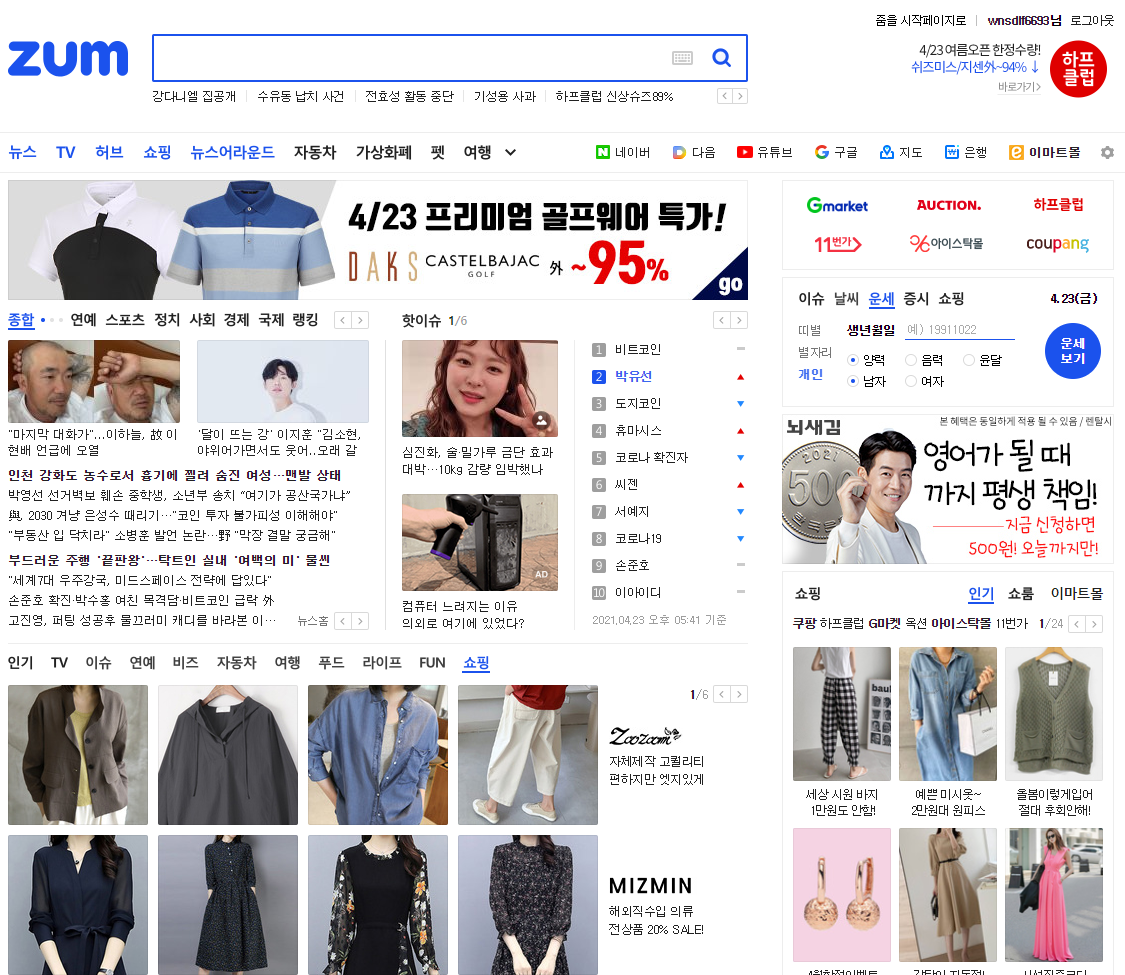 줌을 시작페이지로
wnsdlf6693님 로그아웃
zum
4/23 여름오픈 한정수량!
쉬즈미스/지센外~94% ↓
바로가기>
하프
클럽
강다니엘 집공개
수유동 납치 사건
전효성 활동 중단
기성용 사과
하프클럽 신상슈즈89%
뉴스 TV 허브 쇼핑 뉴스어라운드 자동차 가상화폐 펫 여행
네이버 다음 유튜브 구글 지도 은행 이마트몰
4/23 프리미엄 골프웨어 특가!
DAKS CASTELBAJAC GOLF 外 ~95%
go
Gmarket AUCTION. 하프클럽
11번가 아이스탁몰 coupang
종합 연예 스포츠 정치 사회 경제 국제 랭킹
"마지막 대화가"…이하늘, 故 이
현배 언급에 오열
'달이 뜨는 강' 이지훈 "김소현,
야위어가면서도 웃어..오래 갈
인천 강화도 농수로서 흉기에 찔려 숨진 여성…맨발 상태
박영선 선거벽보 훼손 중학생, 소년부 송치 “여기가 공산국가냐”
與, 2030 겨냥 은성수 때리기…"코인 투자 불가피성 이해해야"
"부동산 입 닥치라" 소병훈 발언 논란…野 "막장 결말 궁금해"
부드러운 주행 '끝판왕'…탁트인 실내 '여백의 미' 물씬
"세계7대 우주강국, 미드스페이스 전략에 답있다"
손준호 확진·박수홍 여친 목격담·비트코인 급락 外
고진영, 퍼팅 성공후 물끄러미 캐디를 바라본 이…
뉴스홈
핫이슈 1/6
심진화, 술·밀가루 금단 효과
대박…10kg 감량 임박했나
AD
컴퓨터 느려지는 이유
의외로 여기에 있었다?
1 비트코인
2 박유선
3 도지코인
4 휴마시스
5 코로나 확진자
6 씨젠
7 서예지
8 코로나19
9 손준호
10 이아이디
2021.04.23 오후 05:41 기준
이슈 날씨 운세 증시 쇼핑
4.23(금)
띠별
별자리
개인
생년월일 예) 19911022
양력 음력 윤달
남자 여자
운세
보기
뇌새김
본 혜택은 동일하게 적용 될 수 있음 / 렌탈시
2021
500
영어가 될 때
까지 평생 책임!
지금 신청하면
500원! 오늘까지만!
쇼핑
인기 쇼룸 이마트몰
쿠팡 하프클럽 G마켓 옥션 아이스탁몰 11번가 1/24
세상 시원 바지
1만원도 안함!
예쁜 미시옷~
2만원대 원피스
올봄이렇게입어
절대 후회안해!
인기 TV 이슈 연예 비즈 자동차 여행 푸드 라이프 FUN 쇼핑
1/6
Zoozoom
자체제작 고퀄리티
편하지만 엣지있게
MIZMIN
해외직수입 의류
전상품 20% SALE!